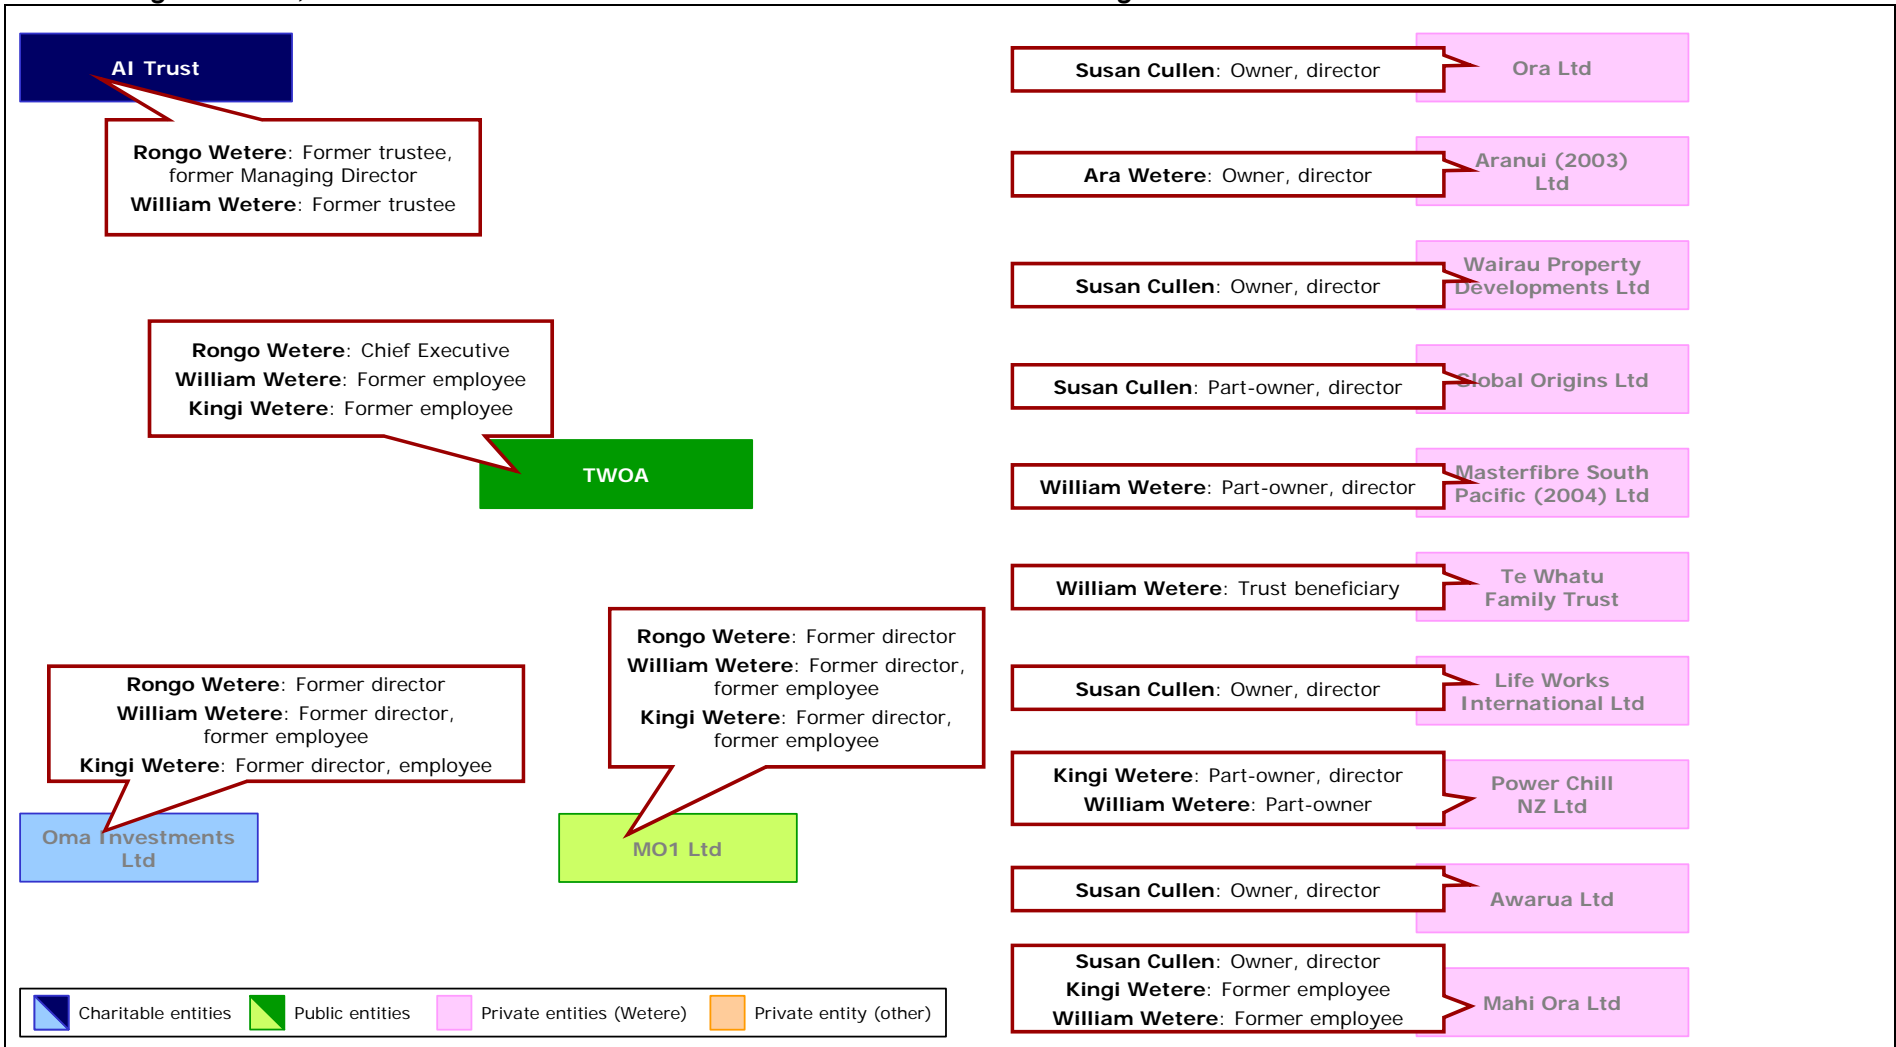 AI Trust
Rongo Wetere: Former trustee,
former Managing Director
William Wetere: Former trustee
Rongo Wetere: Chief Executive
William Wetere: Former employee
Kingi Wetere: Former employee
TWOA
Rongo Wetere: Former director
William Wetere: Former director,
former employee
Kingi Wetere: Former director, employee
Oma Investments
Ltd
Rongo Wetere: Former director
William Wetere: Former director,
former employee
Kingi Wetere: Former director,
former employee
MO1 Ltd
Susan Cullen: Owner, director
Ora Ltd
Ara Wetere: Owner, director
Aranui (2003)
Ltd
Susan Cullen: Owner, director
Wairau Property
Developments Ltd
Susan Cullen: Part-owner, director
Global Origins Ltd
William Wetere: Part-owner, director
Masterfibre South
Pacific (2004) Ltd
William Wetere: Trust beneficiary
Te Whatu
Family Trust
Susan Cullen: Owner, director
Life Works
International Ltd
Kingi Wetere: Part-owner, director
William Wetere: Part-owner
Power Chill
NZ Ltd
Susan Cullen: Owner, director
Awarua Ltd
Susan Cullen: Owner, director
Kingi Wetere: Former employee
William Wetere: Former employee
Mahi Ora Ltd
Charitable entities
Public entities
Private entities (Wetere)
Private entity (other)